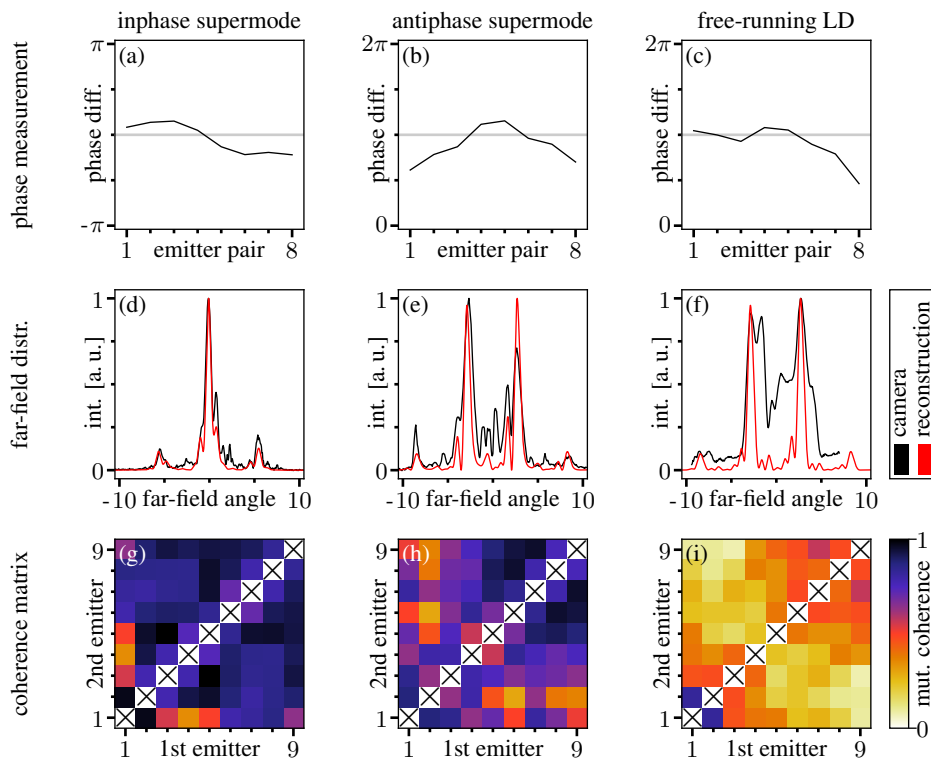 inphase supermode
antiphase supermode
free-running LD
phase measurement
phase diff.
π
(a)
-π
1
emitter pair
8
phase diff.
2π
(b)
0
1
emitter pair
8
phase diff.
2π
(c)
0
1
emitter pair
8
far-field distr.
int. [a. u.]
1
(d)
0
-10
far-field angle
10
int. [a. u.]
1
(e)
0
-10
far-field angle
10
int. [a. u.]
1
(f)
0
-10
far-field angle
10
camera
reconstruction
coherence matrix
2nd emitter
9
(g)
1
1
1st emitter
9
2nd emitter
9
(h)
1
1
1st emitter
9
2nd emitter
9
(i)
1
1
1st emitter
9
1
mut. coherence
0